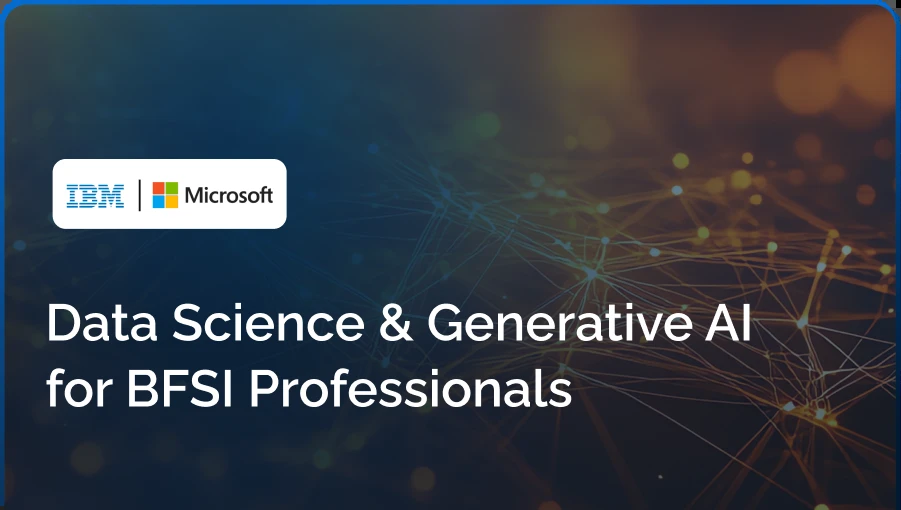 IBM | Microsoft
Data Science & Generative AI
for BFSI Professionals